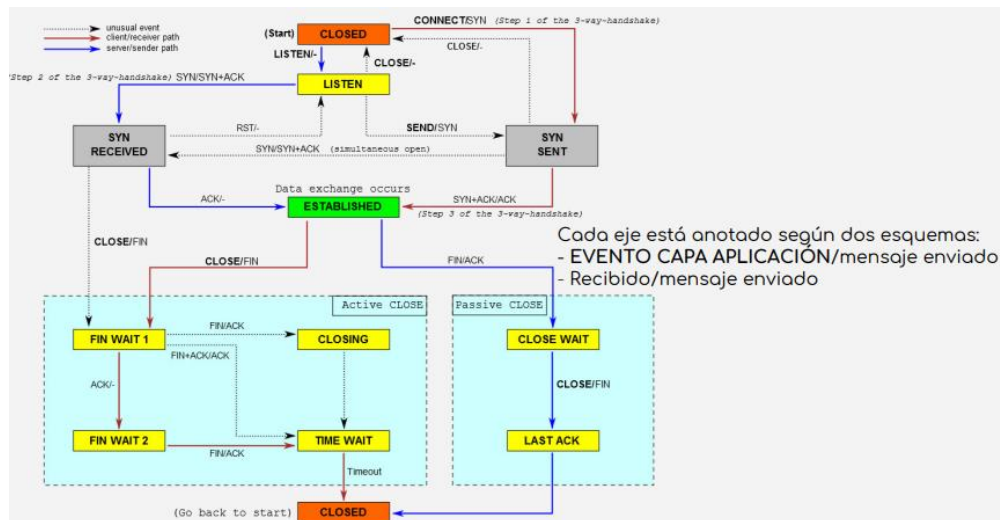 unusual event
client/receiver path
server/sender path
CONNECT/SYN (Step 1 of the 3-way-handshake)
(Start) CLOSED
CLOSE/-
LISTEN/-
CLOSE/-
Step 2 of the 3-way-handshake) SYN/SYN+ACK
LISTEN
RST/-
SEND/SYN
SYN RECEIVED
SYN SENT
SYN/SYN+ACK (simultaneous open)
Data exchange occurs
ACK/-
ESTABLISHED
SYN+ACK/ACK
(Step 3 of the 3-way-handshake)
Cada eje está anotado según dos esquemas:
- EVENTO CAPA APLICACIÓN/mensaje enviado
- Recibido/mensaje enviado
CLOSE/FIN
CLOSE/FIN
FIN/ACK
Active CLOSE
Passive CLOSE
FIN WAIT 1
FIN/ACK
CLOSING
CLOSE WAIT
FIN+ACK/ACK
ACK/-
CLOSE/FIN
FIN WAIT 2
TIME WAIT
LAST ACK
FIN/ACK
Timeout
(Go back to start) CLOSED